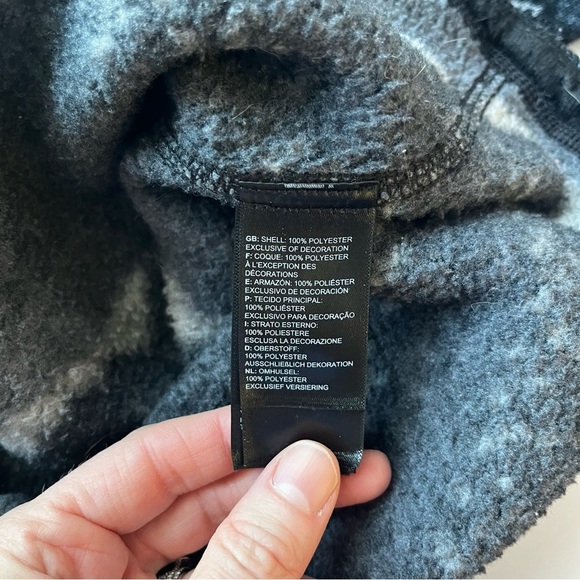 GB: SHELL: 100% POLYESTER
EXCLUSIVE OF DECORATION
F: COQUE: 100% POLYESTER
À L'EXCEPTION DES
DÉCORATIONS
E: ARMAZÓN: 100% POLIÉSTER
EXCLUSIVO DE DECORACIÓN
P: TECIDO PRINCIPAL:
100% POLIÉSTER
EXCLUSIVO PARA DECORAÇÃO
I: STRATO ESTERNO:
100% POLIESTERE
ESCLUSA LA DECORAZIONE
D: OBERSTOFF:
100% POLYESTER
AUSSCHLIEẞLICH DEKORATION
NL: OMHULSEL:
100% POLYESTER
EXCLUSIEF VERSIERING